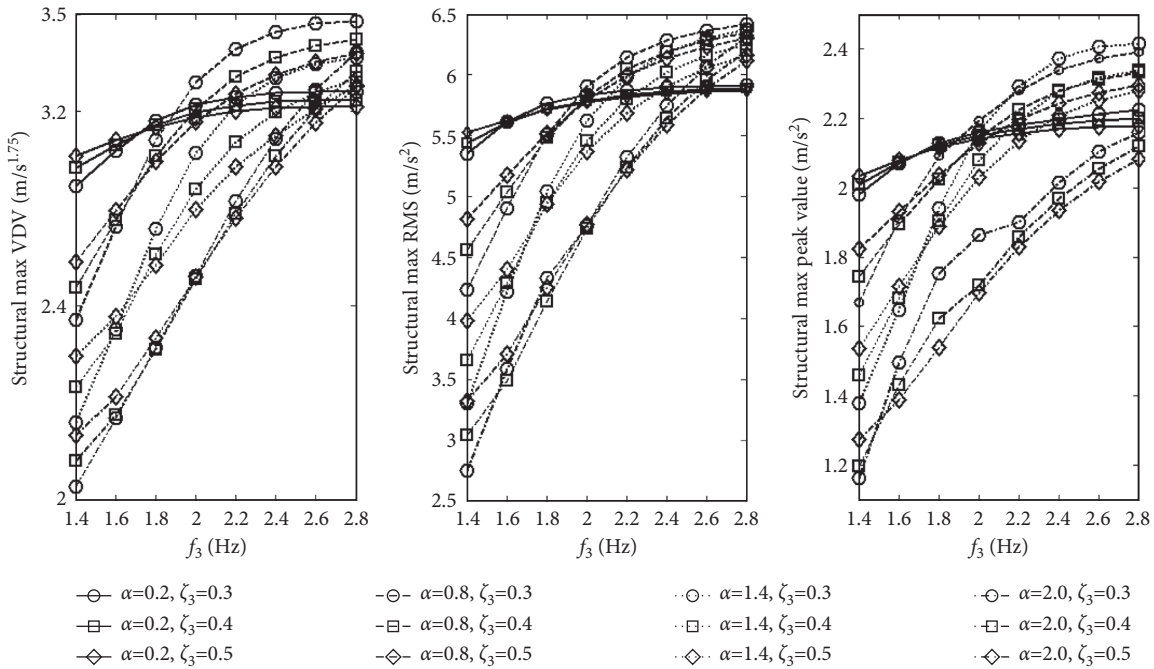 3.5
3.2
2.4
2
Structural max VDV (m/s^1.75)
1.4 1.6 1.8 2 2.2 2.4 2.6 2.8
f₃ (Hz)
6.5
6
5.5
5
4.5
4
3.5
3
2.5
Structural max RMS (m/s²)
1.4 1.6 1.8 2 2.2 2.4 2.6 2.8
f₃ (Hz)
2.4
2.2
2
1.8
1.6
1.4
1.2
Structural max peak value (m/s²)
1.4 1.6 1.8 2 2.2 2.4 2.6 2.8
f₃ (Hz)
α=0.2, ζ₃=0.3
α=0.2, ζ₃=0.4
α=0.2, ζ₃=0.5
α=0.8, ζ₃=0.3
α=0.8, ζ₃=0.4
α=0.8, ζ₃=0.5
α=1.4, ζ₃=0.3
α=1.4, ζ₃=0.4
α=1.4, ζ₃=0.5
α=2.0, ζ₃=0.3
α=2.0, ζ₃=0.4
α=2.0, ζ₃=0.5